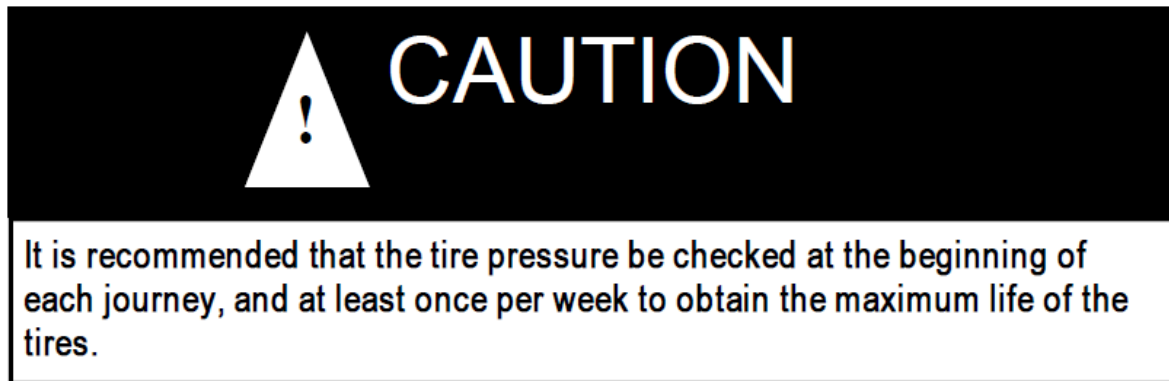 ! CAUTION
It is recommended that the tire pressure be checked at the beginning of
each journey, and at least once per week to obtain the maximum life of the
tires.